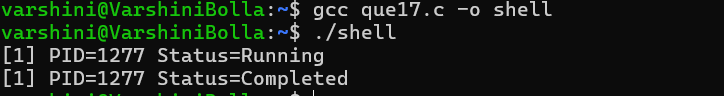 varshini@VarshiniBolla:~$ gcc que17.c -o shell
varshini@VarshiniBolla:~$ ./shell
[1] PID=1277 Status=Running
[1] PID=1277 Status=Completed